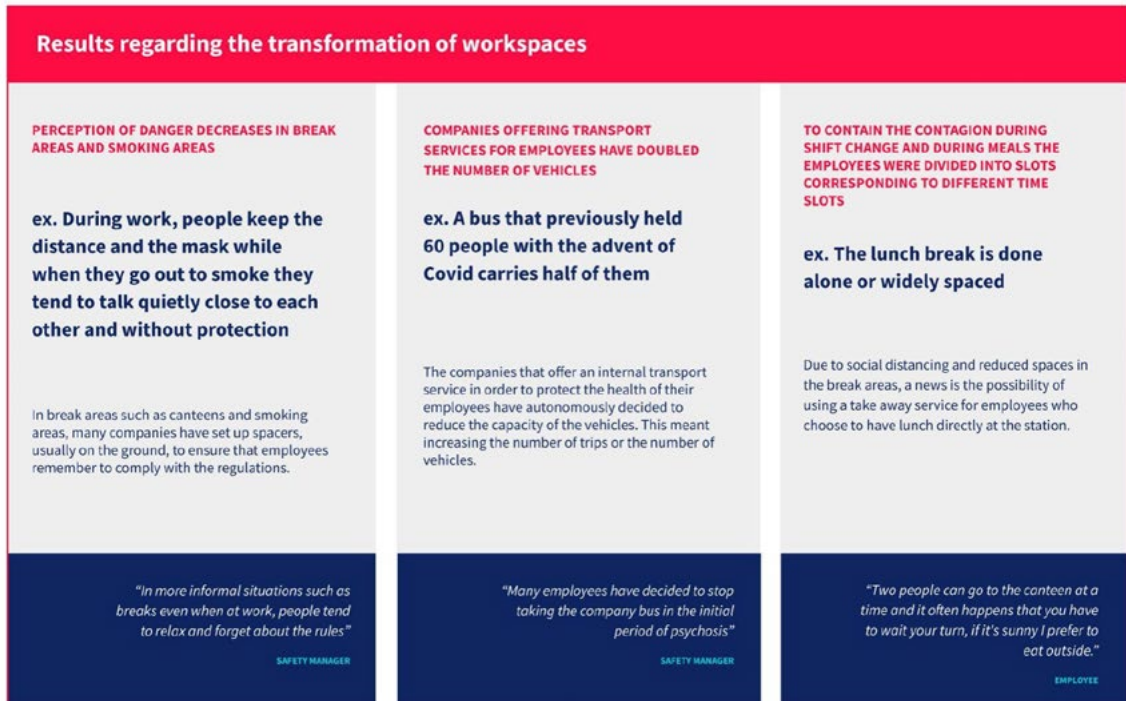 Results regarding the transformation of workspaces
PERCEPTION OF DANGER DECREASES IN BREAK
AREAS AND SMOKING AREAS
ex. During work, people keep the
distance and the mask while
when they go out to smoke they
tend to talk quietly close to each
other and without protection
In break areas such as canteens and smoking
areas, many companies have set up spacers,
usually on the ground, to ensure that employees
remember to comply with the regulations.
“In more informal situations such as
breaks even when at work, people tend
to relax and forget about the rules”
SAFETY MANAGER
COMPANIES OFFERING TRANSPORT
SERVICES FOR EMPLOYEES HAVE DOUBLED
THE NUMBER OF VEHICLES
ex. A bus that previously held
60 people with the advent of
Covid carries half of them
The companies that offer an internal transport
service in order to protect the health of their
employees have autonomously decided to
reduce the capacity of the vehicles. This meant
increasing the number of trips or the number of
vehicles.
“Many employees have decided to stop
taking the company bus in the initial
period of psychosis”
SAFETY MANAGER
TO CONTAIN THE CONTAGION DURING
SHIFT CHANGE AND DURING MEALS THE
EMPLOYEES WERE DIVIDED INTO SLOTS
CORRESPONDING TO DIFFERENT TIME
SLOTS
ex. The lunch break is done
alone or widely spaced
Due to social distancing and reduced spaces in
the break areas, a news is the possibility of
using a take away service for employees who
choose to have lunch directly at the station.
“Two people can go to the canteen at a
time and it often happens that you have
to wait your turn, if it's sunny I prefer to
eat outside.”
EMPLOYEE